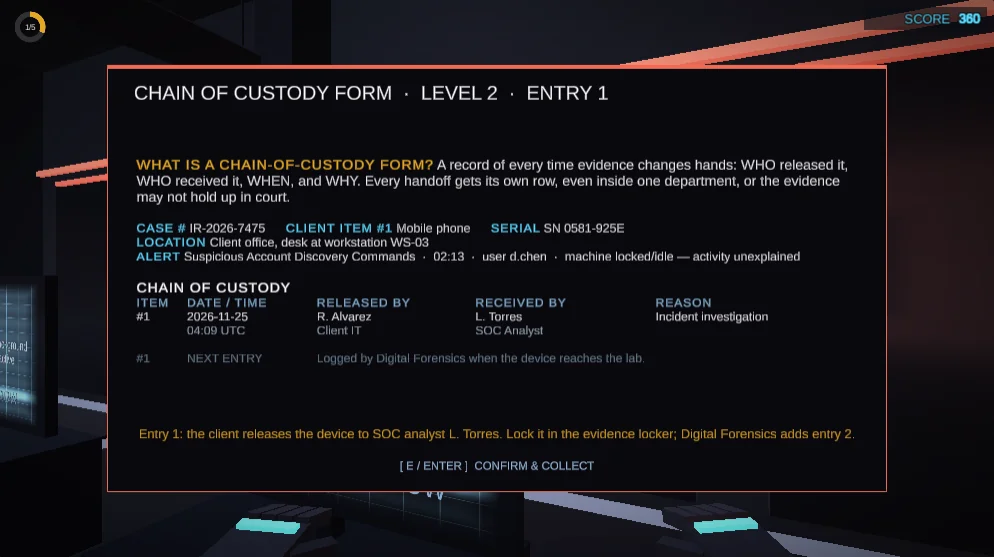 1/5
SCORE 360
CHAIN OF CUSTODY FORM · LEVEL 2 · ENTRY 1
WHAT IS A CHAIN-OF-CUSTODY FORM? A record of every time evidence changes hands: WHO released it,
WHO received it, WHEN, and WHY. Every handoff gets its own row, even inside one department, or the evidence
may not hold up in court.
CASE # IR-2026-7475 CLIENT ITEM #1 Mobile phone SERIAL SN 0581-925E
LOCATION Client office, desk at workstation WS-03
ALERT Suspicious Account Discovery Commands · 02:13 · user d.chen · machine locked/idle — activity unexplained
CHAIN OF CUSTODY
ITEM DATE / TIME RELEASED BY RECEIVED BY REASON
#1 2026-11-25 R. Alvarez L. Torres Incident investigation
04:09 UTC Client IT SOC Analyst
#1 NEXT ENTRY Logged by Digital Forensics when the device reaches the lab.
Entry 1: the client releases the device to SOC analyst L. Torres. Lock it in the evidence locker; Digital Forensics adds entry 2.
[ E / ENTER ] CONFIRM & COLLECT